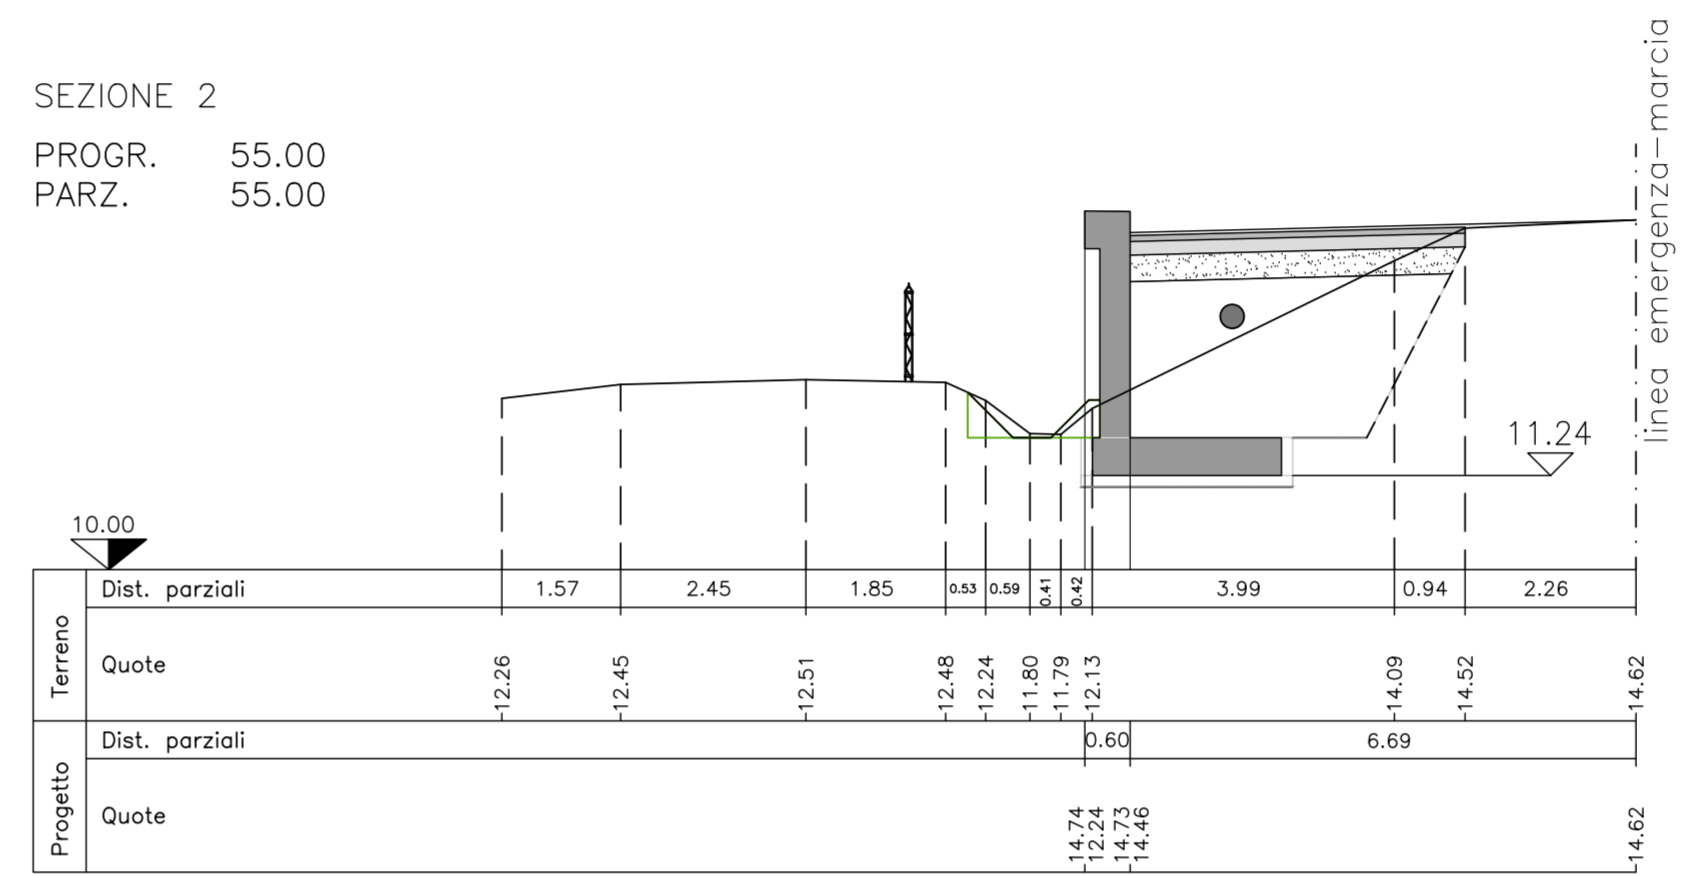 SEZIONE 2
PROGR. 55.00
PARZ. 55.00
linea emergenza-marcia
11.24
10.00
Terreno
Dist. parziali 1.57 2.45 1.85 0.53 0.59 0.41 0.42 3.99 0.94 2.26
Quote 12.26 12.45 12.51 12.48 12.24 11.80 11.79 12.13 14.09 14.52 14.62
Progetto
Dist. parziali 0.60 6.69
Quote 14.74 12.24 14.73 14.46 14.62